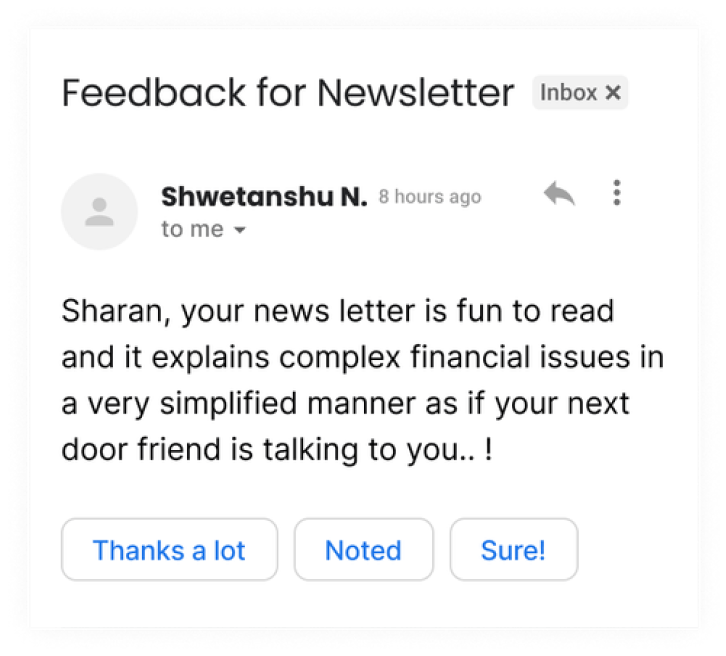 Feedback for Newsletter Inbox ×
Shwetanshu N. 8 hours ago
to me
Sharan, your news letter is fun to read
and it explains complex financial issues in
a very simplified manner as if your next
door friend is talking to you.. !
Thanks a lot Noted Sure!